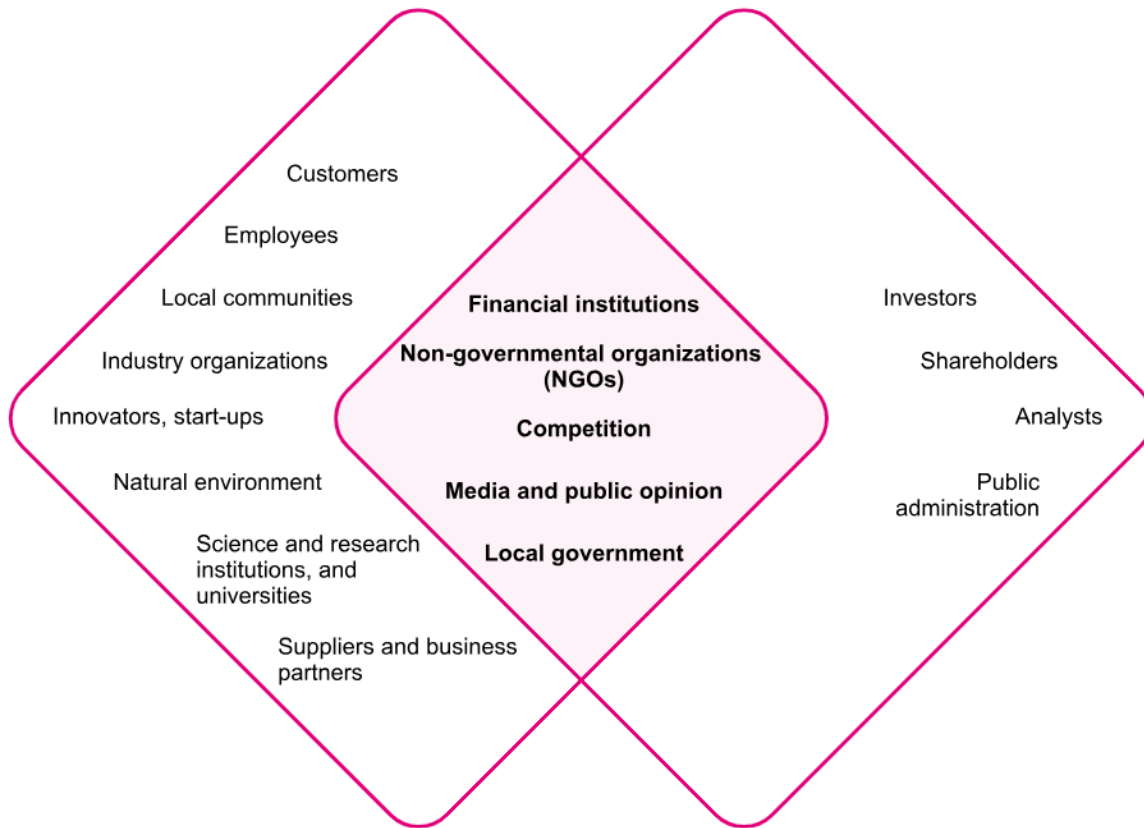 Customers
Employees
Local communities
Industry organizations
Innovators, start-ups
Natural environment
Science and research
institutions, and
universities
Suppliers and business
partners
Financial institutions
Non-governmental organizations
(NGOs)
Competition
Media and public opinion
Local government
Investors
Shareholders
Analysts
Public
administration